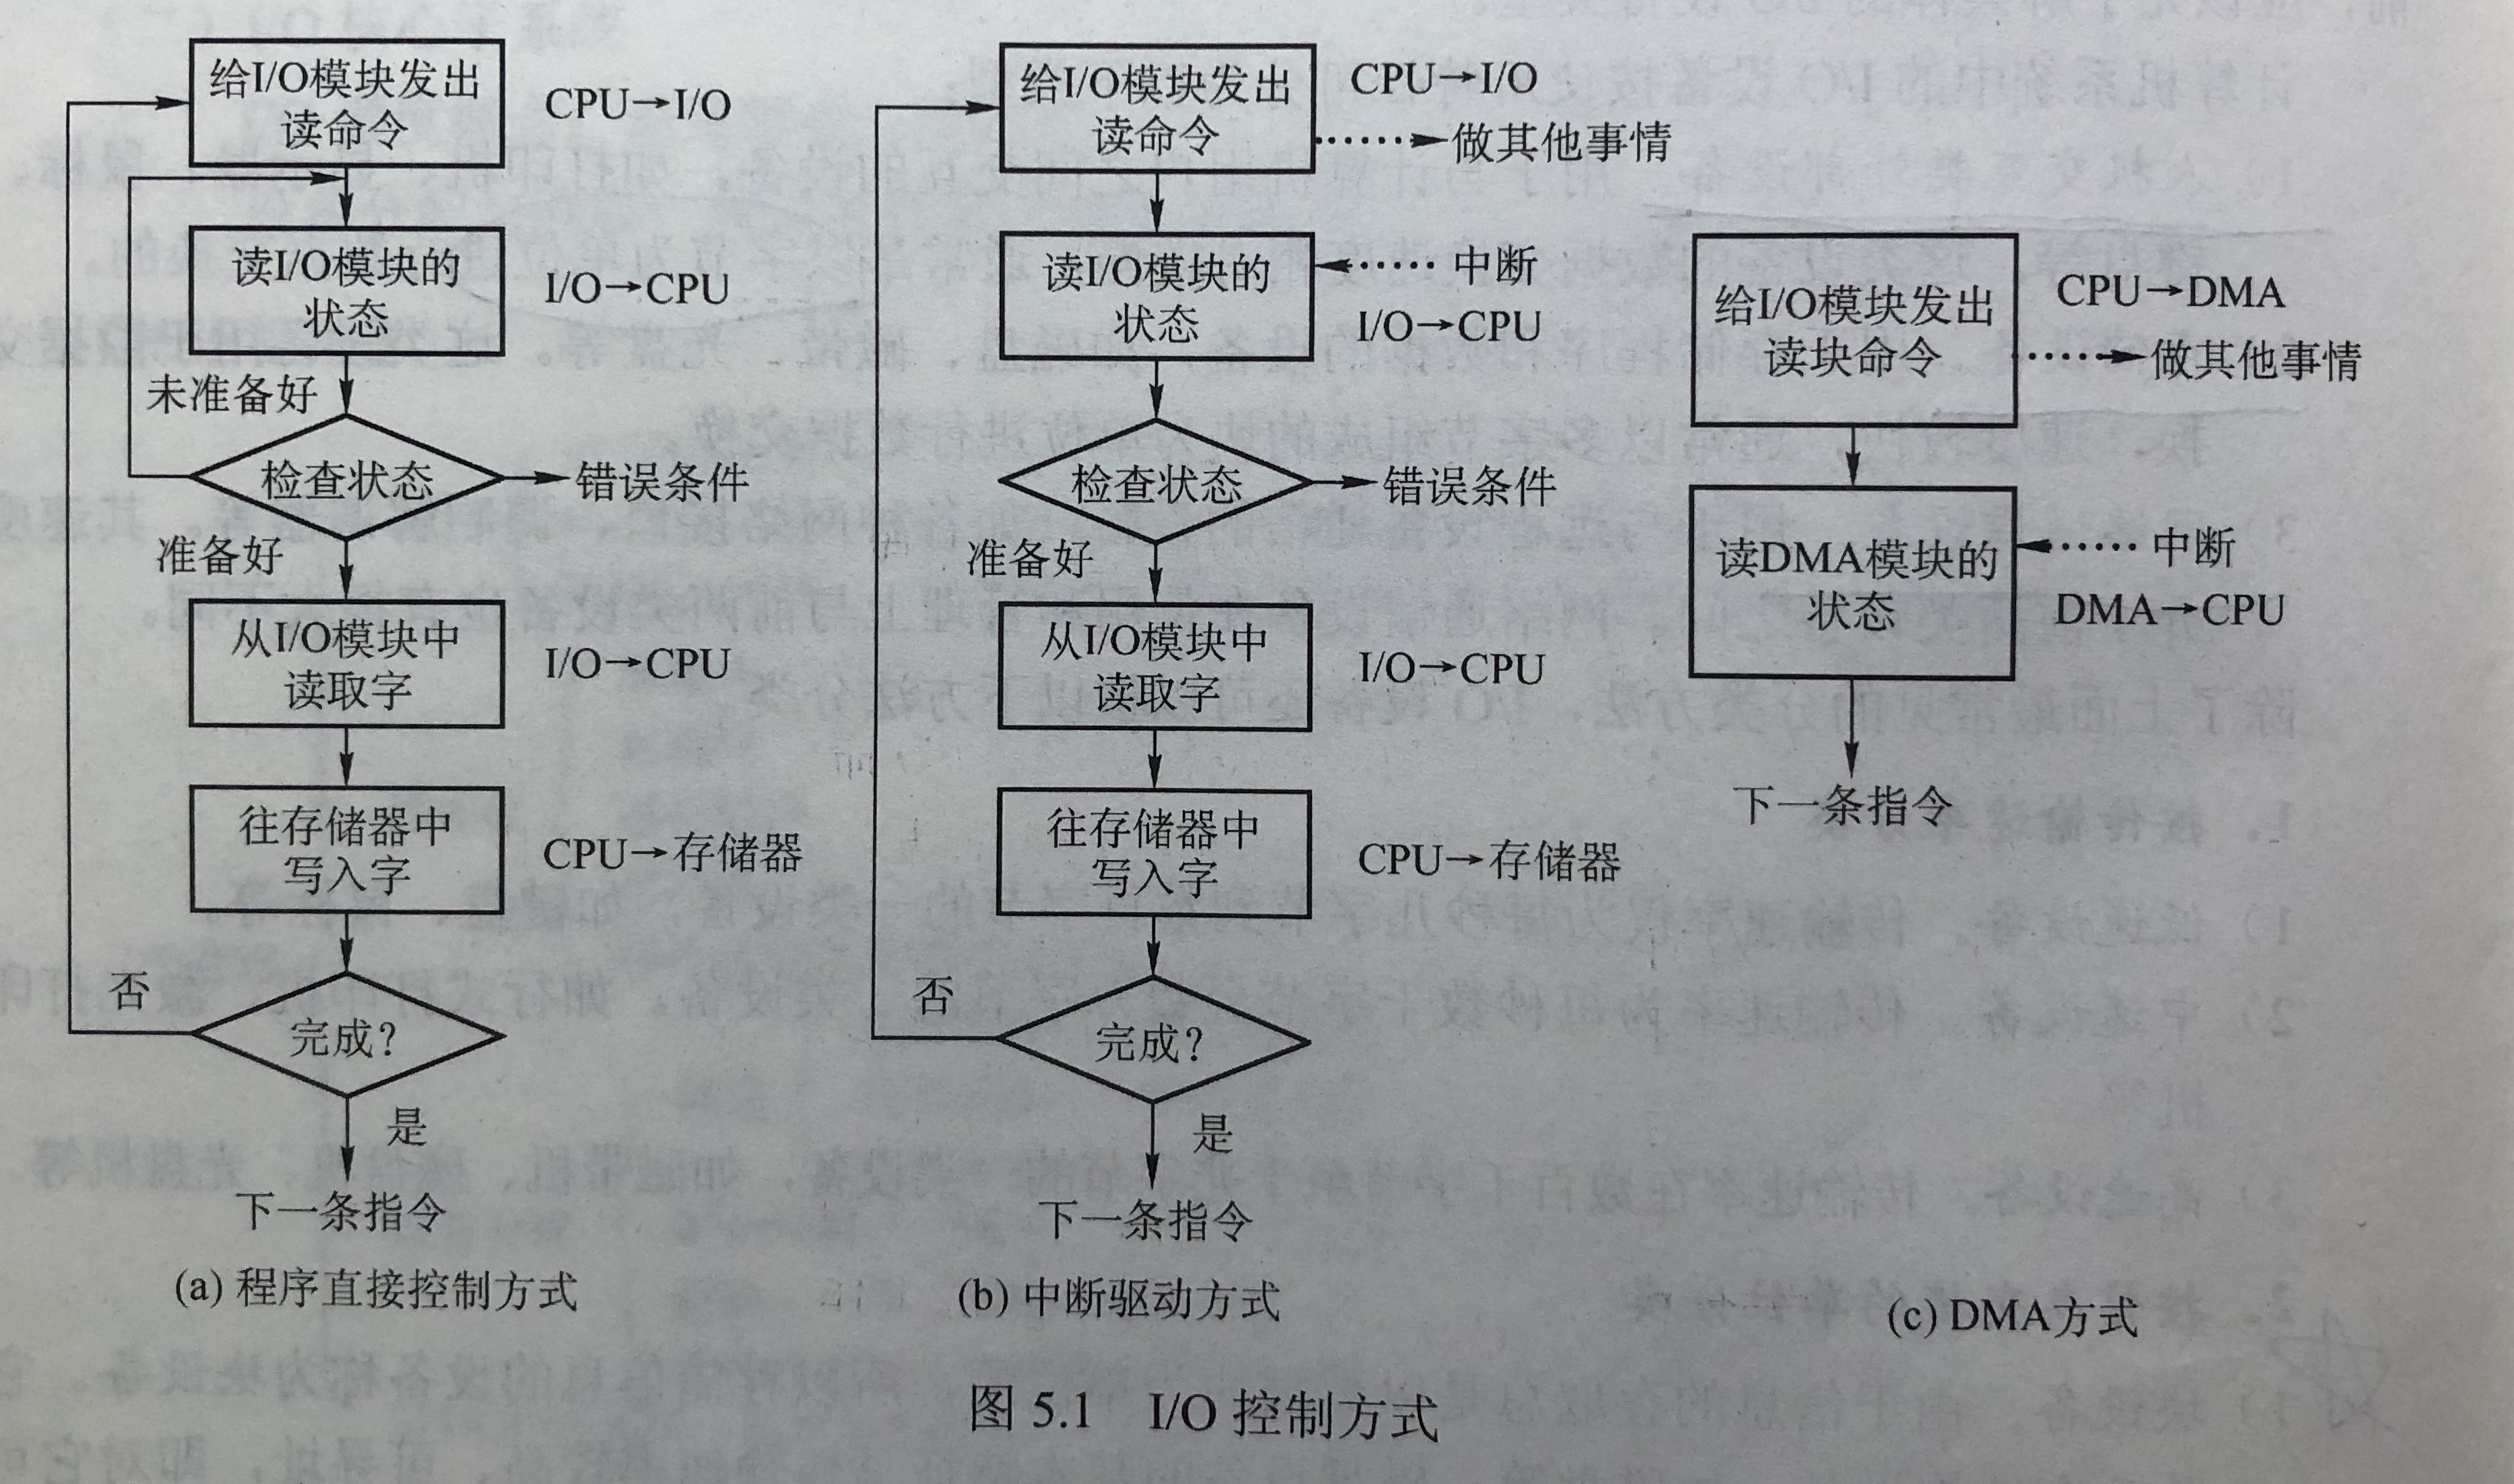 给I/O模块发出
读命令
CPU→I/O
读I/O模块的
状态
I/O→CPU
未准备好
检查状态
错误条件
准备好
从I/O模块中
读取字
I/O→CPU
往存储器中
写入字
CPU→存储器
否
完成?
是
下一条指令
(a) 程序直接控制方式
给I/O模块发出
读命令
CPU→I/O
做其他事情
读I/O模块的
状态
中断
I/O→CPU
检查状态
错误条件
准备好
从I/O模块中
读取字
I/O→CPU
往存储器中
写入字
CPU→存储器
否
完成?
是
下一条指令
(b) 中断驱动方式
给I/O模块发出
读块命令
CPU→DMA
做其他事情
读DMA模块的
状态
中断
DMA→CPU
下一条指令
(c) DMA方式
图 5.1 I/O 控制方式